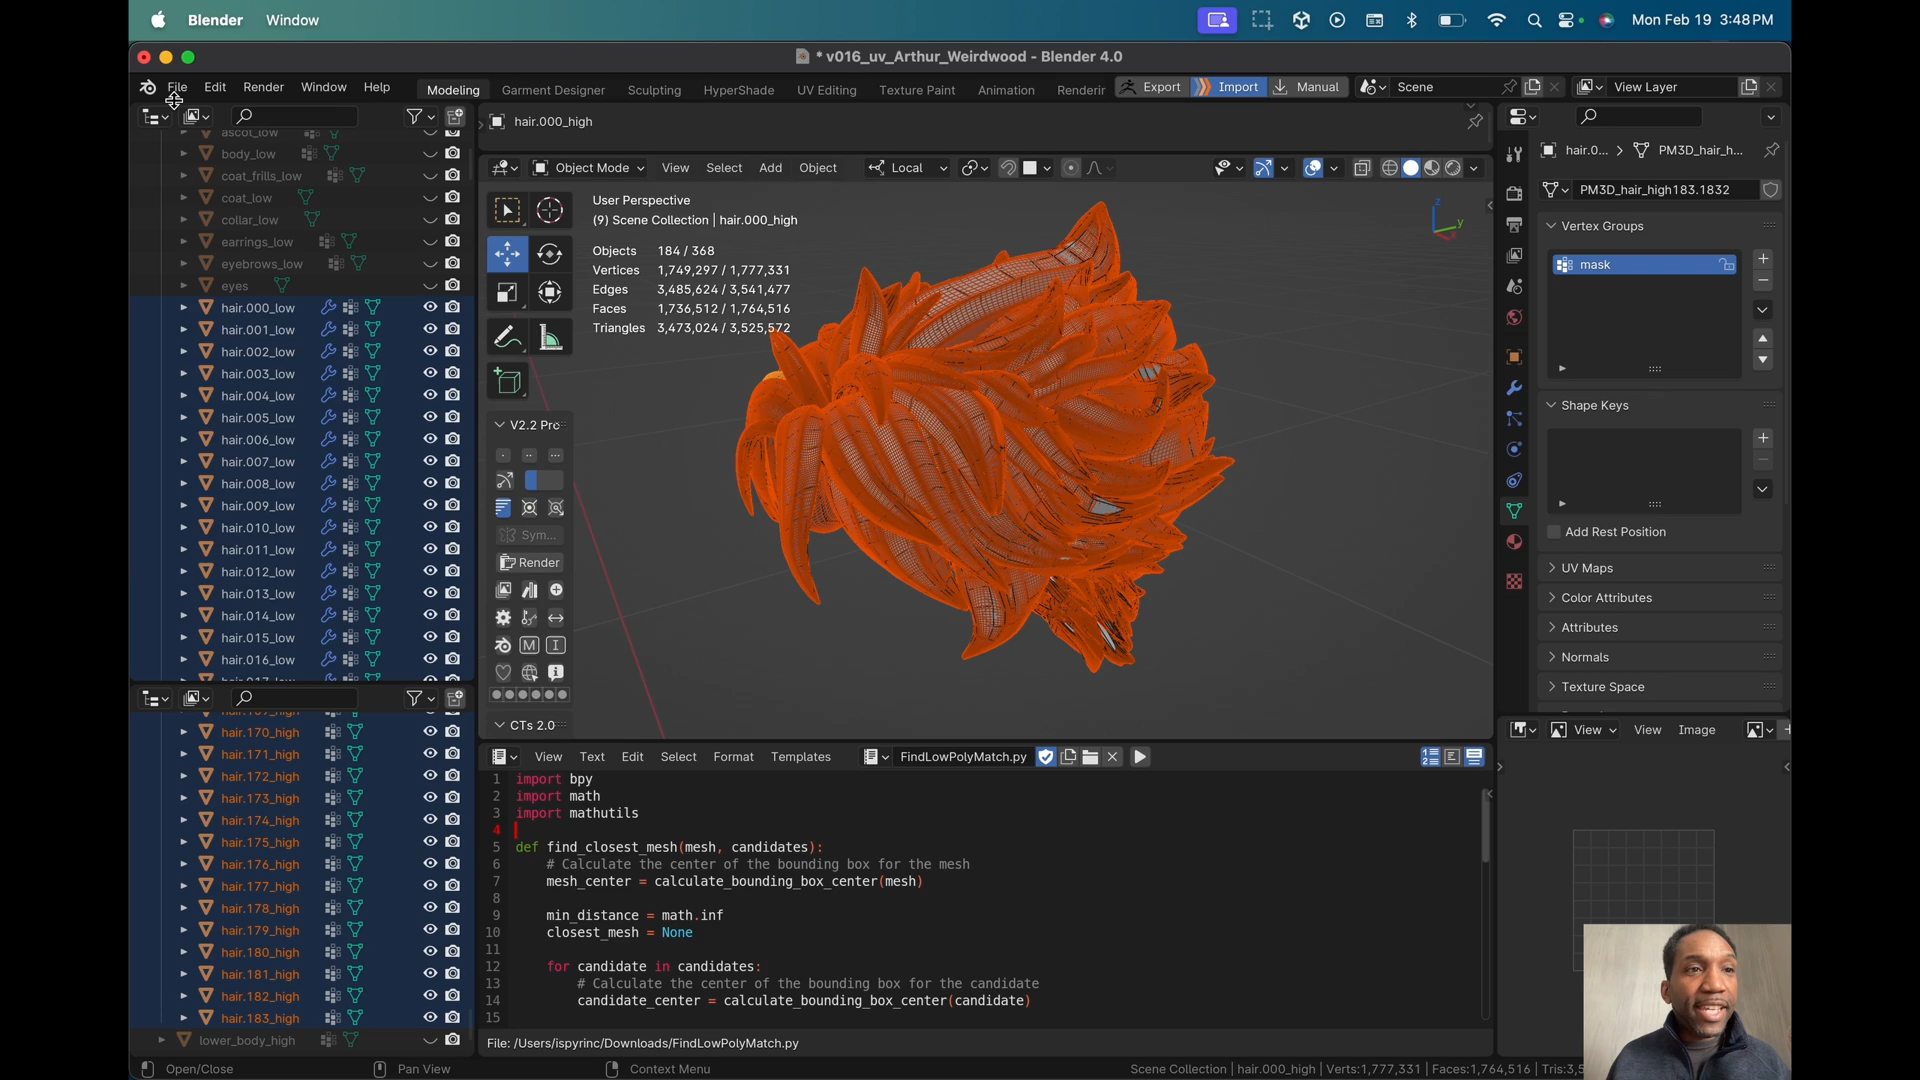 Blender Window
Mon Feb 19 3:48 PM
* v016_uv_Arthur_Weirdwood - Blender 4.0
File Edit Render Window Help
Modeling Garment Designer Sculpting HyperShade UV Editing Texture Paint Animation Renderin
Export Import Manual
Scene
View Layer
ascot_low
body_low
coat_frills_low
coat_low
collar_low
earrings_low
eyebrows_low
eyes
hair.000_low
hair.001_low
hair.002_low
hair.003_low
hair.004_low
hair.005_low
hair.006_low
hair.007_low
hair.008_low
hair.009_low
hair.010_low
hair.011_low
hair.012_low
hair.013_low
hair.014_low
hair.015_low
hair.016_low
hair.170_high
hair.171_high
hair.172_high
hair.173_high
hair.174_high
hair.175_high
hair.176_high
hair.177_high
hair.178_high
hair.179_high
hair.180_high
hair.181_high
hair.182_high
hair.183_high
lower_body_high
hair.000_high
Object Mode View Select Add Object Local
User Perspective
(9) Scene Collection | hair.000_high
Objects 184 / 368
Vertices 1,749,297 / 1,777,331
Edges 3,485,624 / 3,541,477
Faces 1,736,512 / 1,764,516
Triangles 3,473,024 / 3,525,572
z
y
V2.2 Pro
Sym...
Render
M I
CTs 2.0
View Text Edit Select Format Templates FindLowPolyMatch.py
1 import bpy
2 import math
3 import mathutils
4
5 def find_closest_mesh(mesh, candidates):
6 # Calculate the center of the bounding box for the mesh
7 mesh_center = calculate_bounding_box_center(mesh)
8
9 min_distance = math.inf
10 closest_mesh = None
11
12 for candidate in candidates:
13 # Calculate the center of the bounding box for the candidate
14 candidate_center = calculate_bounding_box_center(candidate)
15
File: /Users/ispyrinc/Downloads/FindLowPolyMatch.py
hair.0... > PM3D_hair_h...
PM3D_hair_high183.1832
Vertex Groups
mask
Shape Keys
Add Rest Position
UV Maps
Color Attributes
Attributes
Normals
Texture Space
View View Image
Open/Close Pan View Context Menu
Scene Collection | hair.000_high | Verts:1,777,331 | Faces:1,764,516 | Tris:3,5